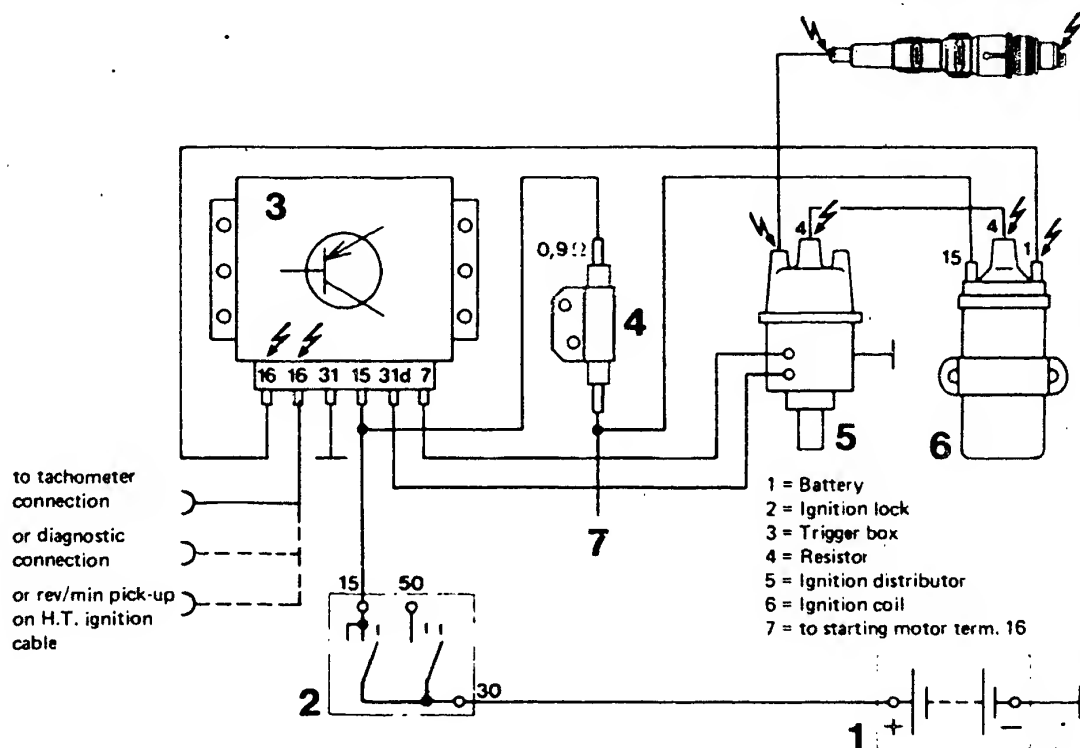 3
0,9Ω
4
4
4
1
15
16 16 31 15 31d 7
5
6
to tachometer
connection
or diagnostic
connection
or rev/min pick-up
on H.T. ignition
cable
7
1 = Battery
2 = Ignition lock
3 = Trigger box
4 = Resistor
5 = Ignition distributor
6 = Ignition coil
7 = to starting motor term. 16
15
50
2
30
1
+
−